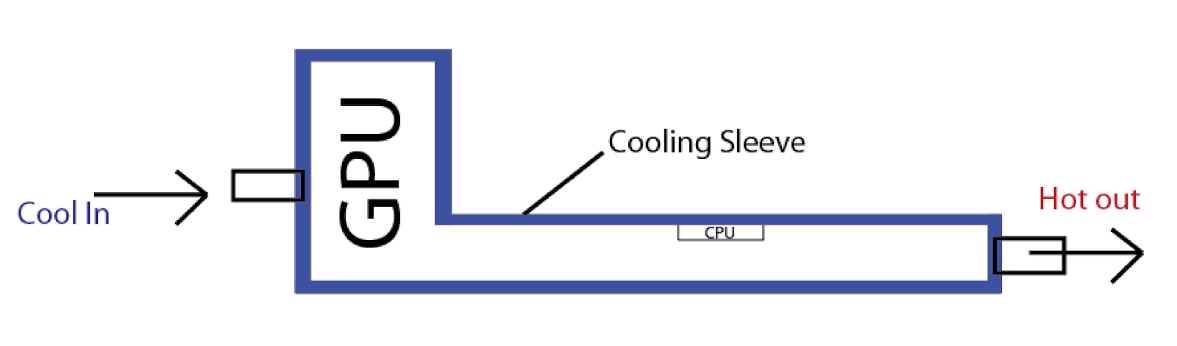 GPU
Cooling Sleeve
Cool In
Hot out
CPU